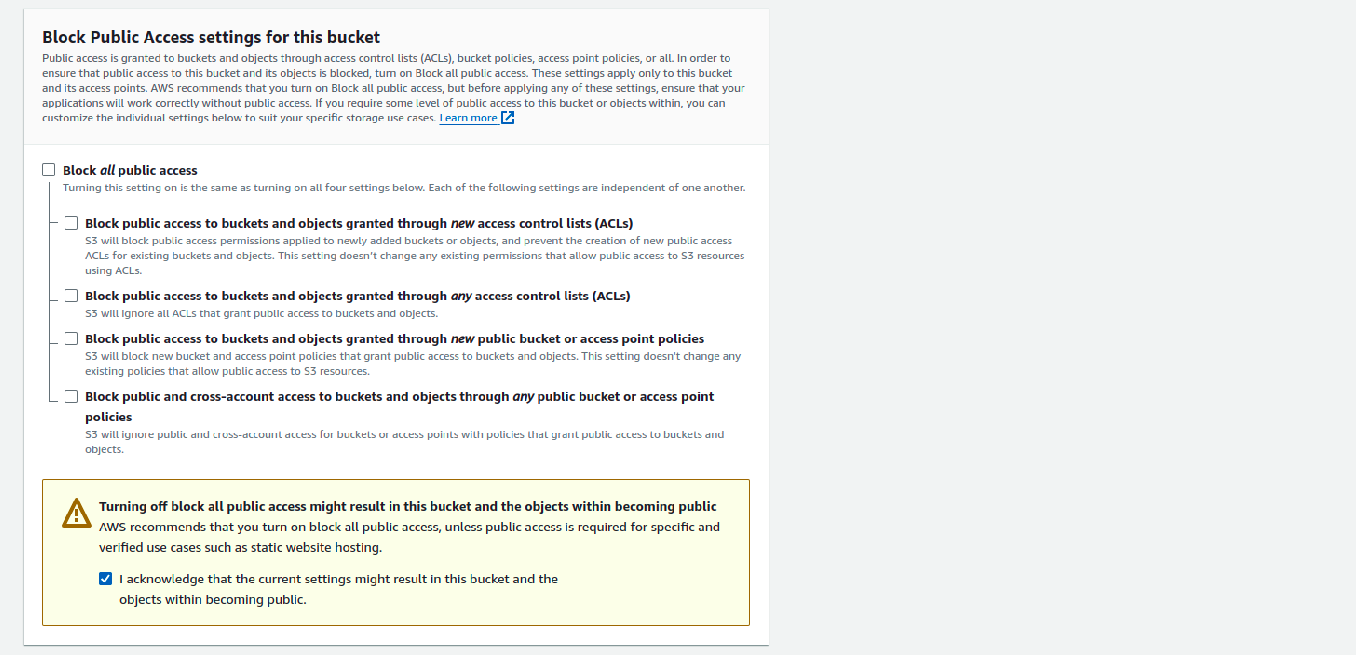 Block Public Access settings for this bucket
Public access is granted to buckets and objects through access control lists (ACLs), bucket policies, access point policies, or all. In order to
ensure that public access to this bucket and its objects is blocked, turn on Block all public access. These settings apply only to this bucket
and its access points. AWS recommends that you turn on Block all public access, but before applying any of these settings, ensure that your
applications will work correctly without public access. If you require some level of public access to this bucket or objects within, you can
customize the individual settings below to suit your specific storage use cases. Learn more
Block all public access
Turning this setting on is the same as turning on all four settings below. Each of the following settings are independent of one another.
Block public access to buckets and objects granted through new access control lists (ACLs)
S3 will block public access permissions applied to newly added buckets or objects, and prevent the creation of new public access
ACLs for existing buckets and objects. This setting doesn't change any existing permissions that allow public access to S3 resources
using ACLs.
Block public access to buckets and objects granted through any access control lists (ACLs)
S3 will ignore all ACLs that grant public access to buckets and objects.
Block public access to buckets and objects granted through new public bucket or access point policies
S3 will block new bucket and access point policies that grant public access to buckets and objects. This setting doesn't change any
existing policies that allow public access to S3 resources.
Block public and cross-account access to buckets and objects through any public bucket or access point
policies
S3 will ignore public and cross-account access for buckets or access points with policies that grant public access to buckets and
objects.
Turning off block all public access might result in this bucket and the objects within becoming public
AWS recommends that you turn on block all public access, unless public access is required for specific and
verified use cases such as static website hosting.
I acknowledge that the current settings might result in this bucket and the
objects within becoming public.